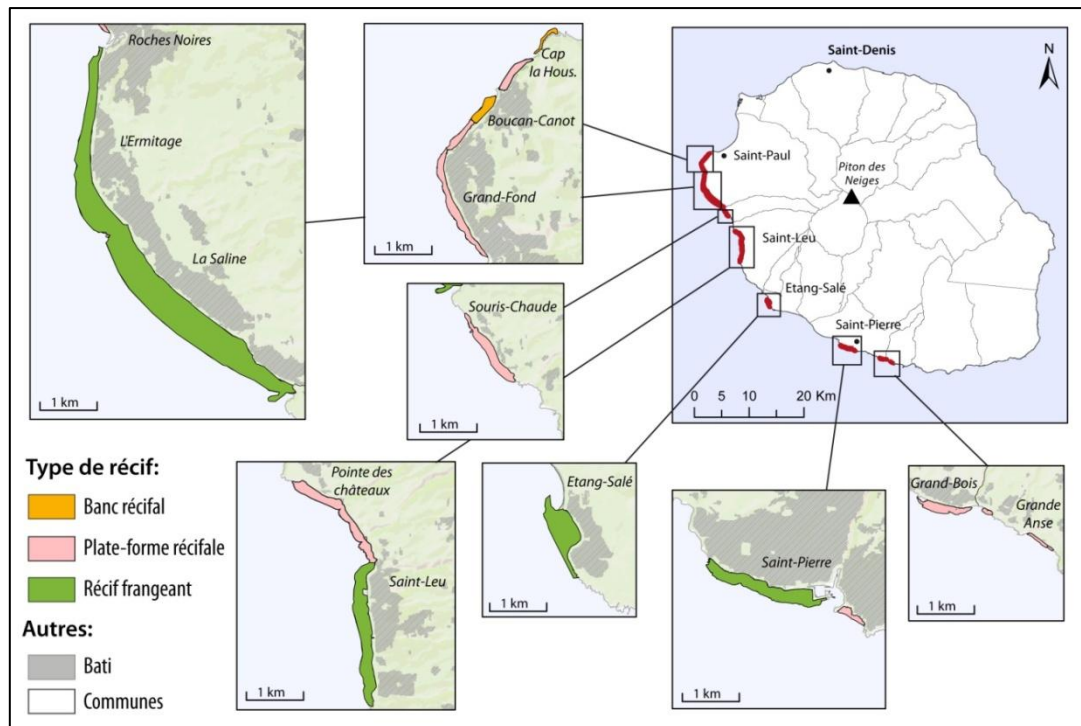 Roches Noires
L'Ermitage
La Saline
1 km
Cap
la Hous.
Boucan-Canot
Grand-Fond
1 km
Saint-Denis
N
Saint-Paul
Piton des
Neiges
Saint-Leu
Etang-Salé
Saint-Pierre
0 5 10 20 Km
Souris-Chaude
1 km
Type de récif:
Banc récifal
Plate-forme récifale
Récif frangeant
Autres:
Bati
Communes
Pointe des
châteaux
Saint-Leu
1 km
Etang-Salé
1 km
Saint-Pierre
1 km
Grand-Bois
Grande
Anse
1 km